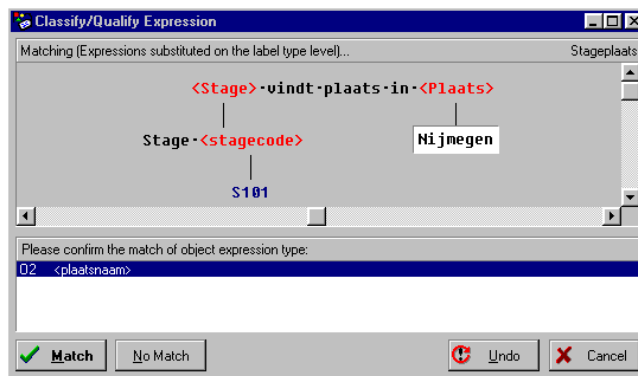 Classify/Qualify Expression
Matching (Expressions substituted on the label type level)... Stageplaats
<Stage>·vindt·plaats·in·<Plaats>
Stage·<stagecode> Nijmegen
S101
Please confirm the match of object expression type:
O2 <plaatsnaam>
Match No Match Undo Cancel